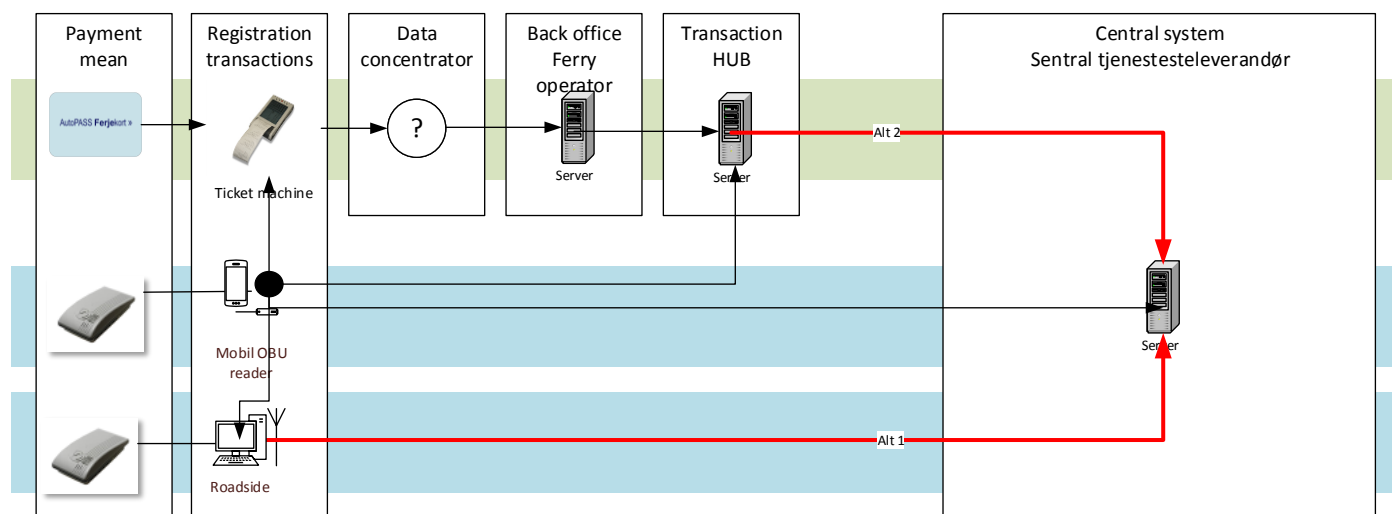 Payment
mean
Registration
transactions
Data
concentrator
Back office
Ferry
operator
Transaction
HUB
Central system
Sentral tjenestesteleverandør
AutoPASS Ferjekort »
?
Alt 2
Server
Server
Ticket machine
Server
Mobil OBU
reader
Alt 1
Roadside